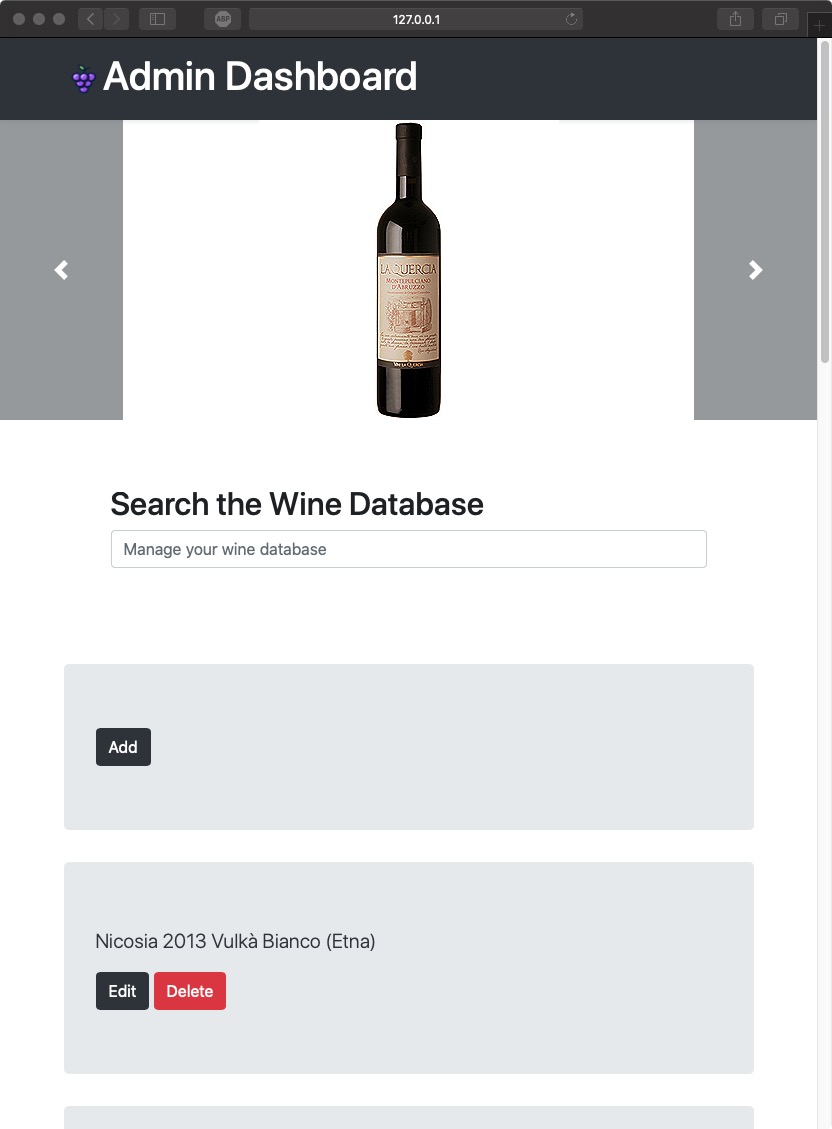 ABP
127.0.0.1
Admin Dashboard
LA QUERCIA
MONTEPULCIANO
D'ABRUZZO
Search the Wine Database
Manage your wine database
Add
Nicosia 2013 Vulkà Bianco (Etna)
Edit
Delete